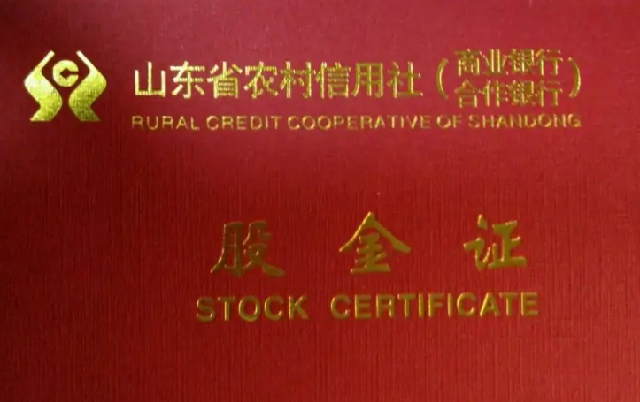 山东省农村信用社（商业银行 合作銀行）
RURAL CREDIT COOPERATIVE OF SHANDONG
股金证
STOCK CERTIFICATE